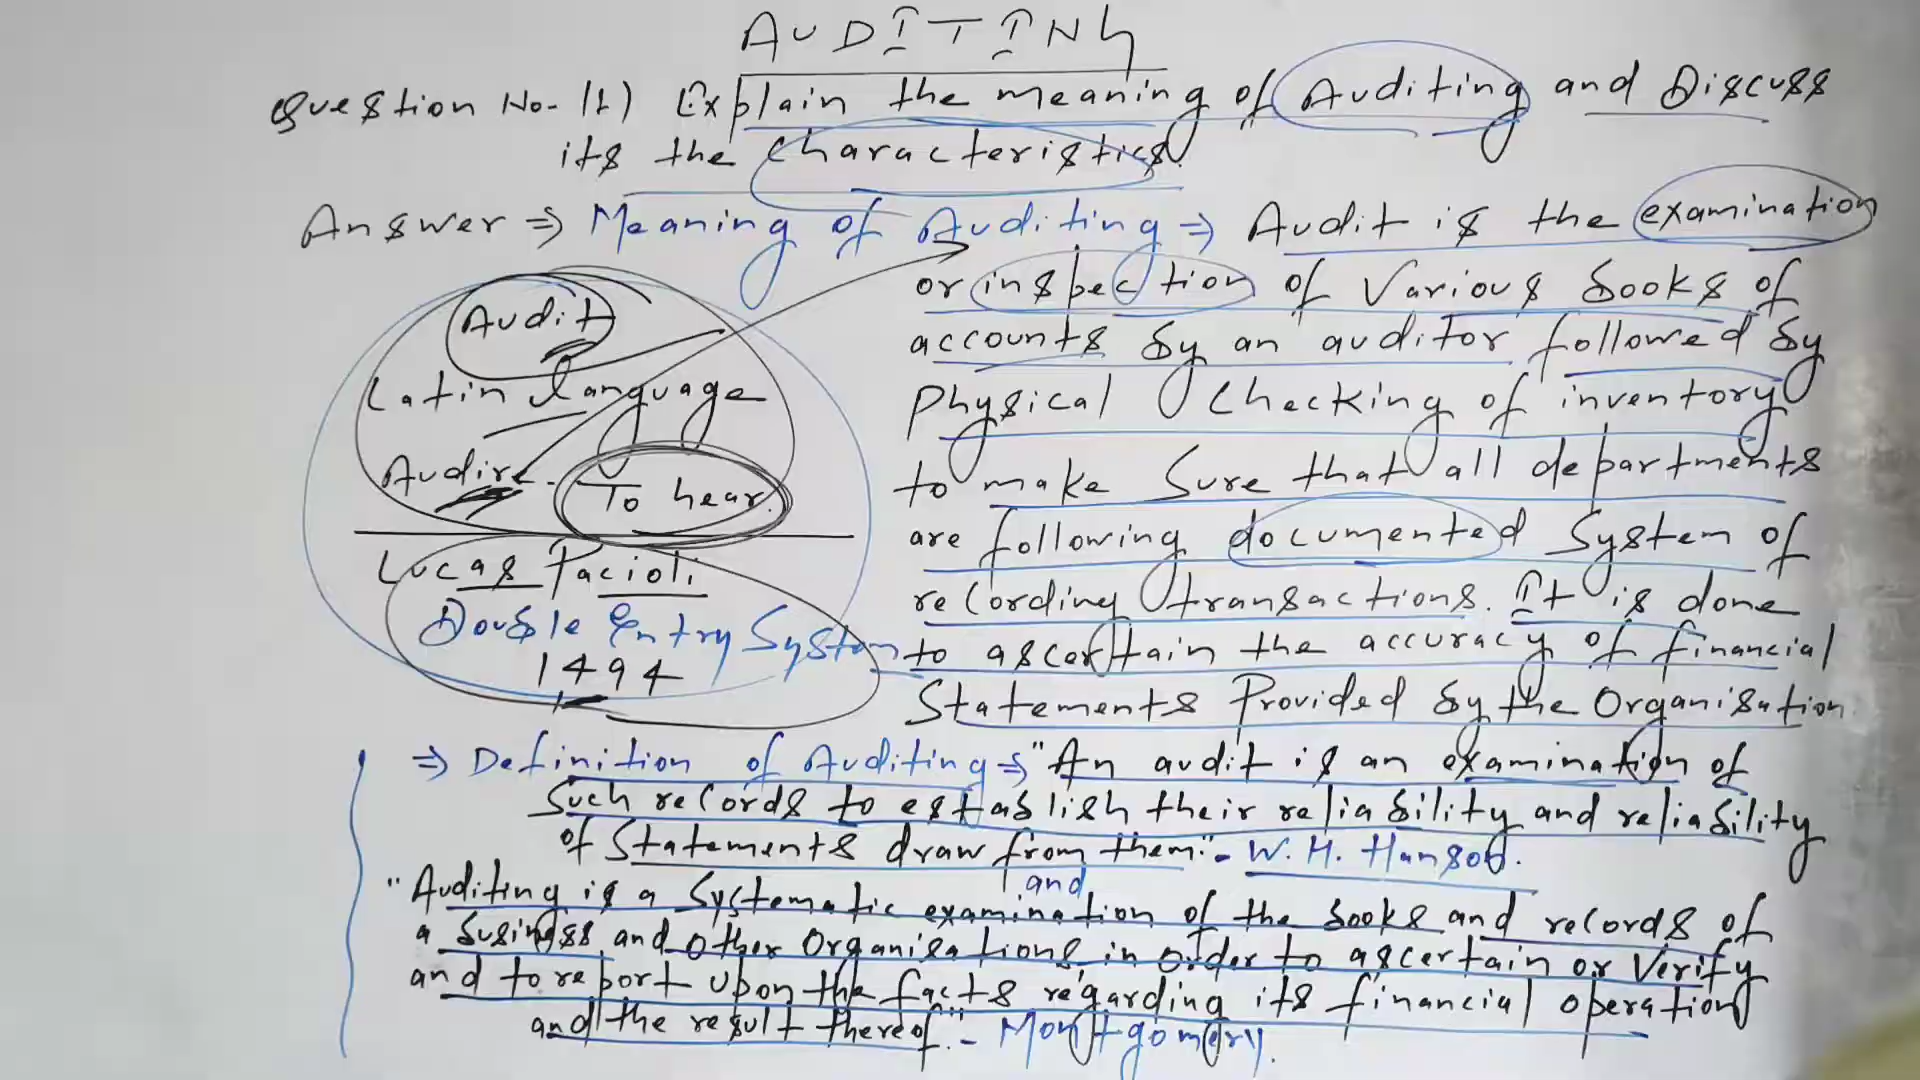 AUDITING
Question No-(1) Explain the meaning of Auditing and Discuss
its the characteristics.
Answer ⇒ Meaning of Auditing ⇒ Audit is the examination
or inspection of Various books of
accounts by an auditor followed by
Physical Checking of inventory
to make Sure that all departments
are following documented System of
recording transactions. It is done
to ascertain the accuracy of financial
Statements Provided by the Organisation
Audit
Latin language
Audire - To hear.
Lucas Pacioli
Double Entry System
1494
⇒ Definition of Auditing ⇒ "An audit is an examination of
Such records to establish their reliability and reliability
of Statements draw from them." - W. H. Hanson.
"Auditing is a Systematic and examination of the books and records of
a business and other Organisations in order to ascertain or Verify
and to report upon the facts regarding its financial operation
and the result thereof." - Montgomery.